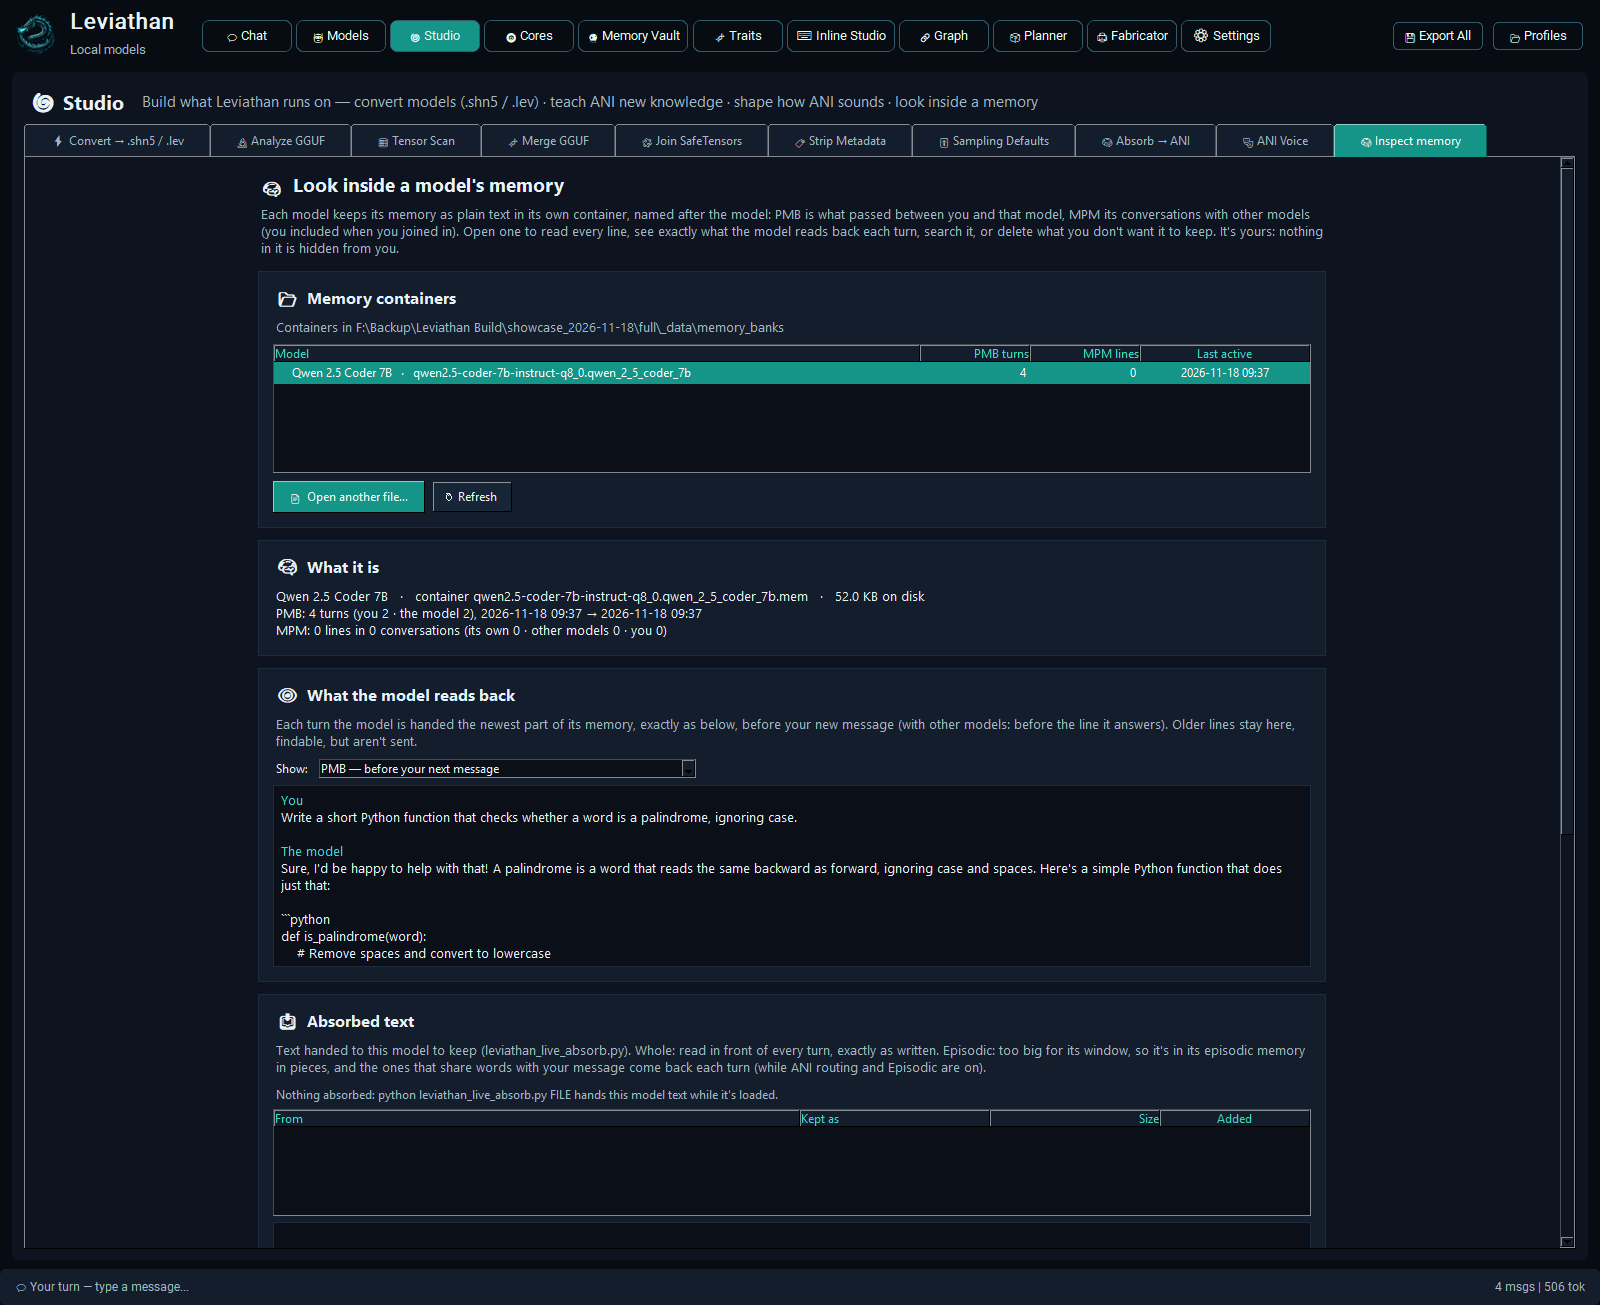 Leviathan
Local models
Chat
Models
Studio
Cores
Memory Vault
Traits
Inline Studio
Graph
Planner
Fabricator
Settings
Export All
Profiles
Studio
Build what Leviathan runs on — convert models (.shn5 / .lev) · teach ANI new knowledge · shape how ANI sounds · look inside a memory
Convert → .shn5 / .lev
Analyze GGUF
Tensor Scan
Merge GGUF
Join SafeTensors
Strip Metadata
Sampling Defaults
Absorb → ANI
ANI Voice
Inspect memory
Look inside a model's memory
Each model keeps its memory as plain text in its own container, named after the model: PMB is what passed between you and that model, MPM its conversations with other models
(you included when you joined in). Open one to read every line, see exactly what the model reads back each turn, search it, or delete what you don't want it to keep. It's yours: nothing
in it is hidden from you.
Memory containers
Containers in F:\Backup\Leviathan Build\showcase_2026-11-18\full\_data\memory_banks
Model PMB turns MPM lines Last active
Qwen 2.5 Coder 7B · qwen2.5-coder-7b-instruct-q8_0.qwen_2_5_coder_7b 4 0 2026-11-18 09:37
Open another file...
Refresh
What it is
Qwen 2.5 Coder 7B · container qwen2.5-coder-7b-instruct-q8_0.qwen_2_5_coder_7b.mem · 52.0 KB on disk
PMB: 4 turns (you 2 · the model 2), 2026-11-18 09:37 → 2026-11-18 09:37
MPM: 0 lines in 0 conversations (its own 0 · other models 0 · you 0)
What the model reads back
Each turn the model is handed the newest part of its memory, exactly as below, before your new message (with other models: before the line it answers). Older lines stay here,
findable, but aren't sent.
Show: PMB — before your next message
You
Write a short Python function that checks whether a word is a palindrome, ignoring case.
The model
Sure, I'd be happy to help with that! A palindrome is a word that reads the same backward as forward, ignoring case and spaces. Here's a simple Python function that does
just that:
```python
def is_palindrome(word):
# Remove spaces and convert to lowercase
Absorbed text
Text handed to this model to keep (leviathan_live_absorb.py). Whole: read in front of every turn, exactly as written. Episodic: too big for its window, so it's in its episodic memory
in pieces, and the ones that share words with your message come back each turn (while ANI routing and Episodic are on).
Nothing absorbed: python leviathan_live_absorb.py FILE hands this model text while it's loaded.
From Kept as Size Added
Your turn — type a message...
4 msgs | 506 tok